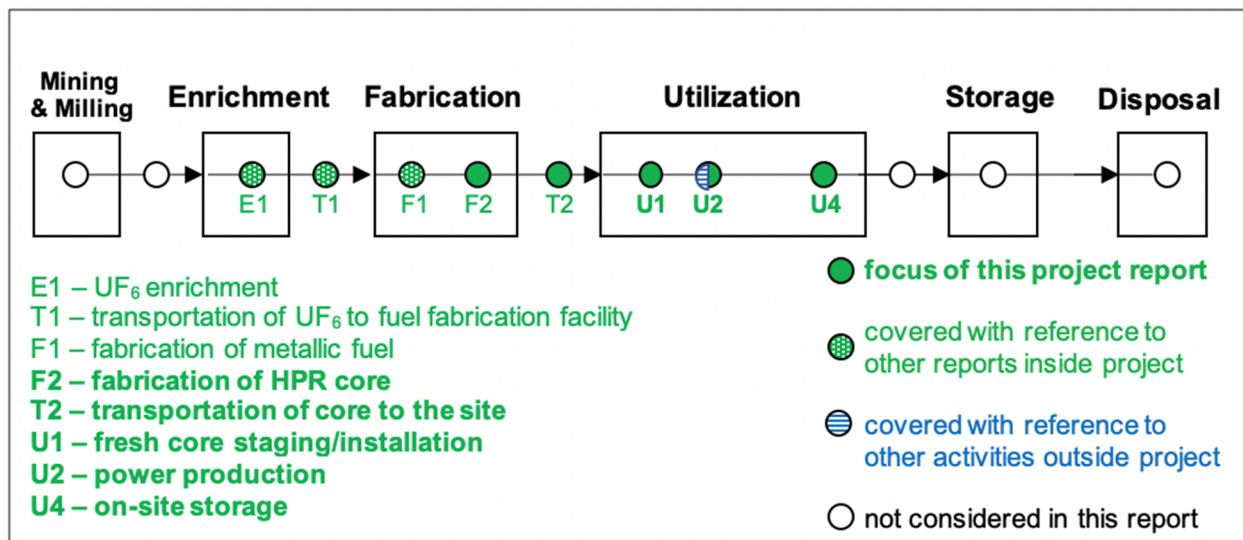 Mining
& Milling
Enrichment
Fabrication
Utilization
Storage
Disposal
E1
T1
F1
F2
T2
U1
U2
U4
E1 – UF6 enrichment
T1 – transportation of UF6 to fuel fabrication facility
F1 – fabrication of metallic fuel
F2 – fabrication of HPR core
T2 – transportation of core to the site
U1 – fresh core staging/installation
U2 – power production
U4 – on-site storage
focus of this project report
covered with reference to
other reports inside project
covered with reference to
other activities outside project
not considered in this report